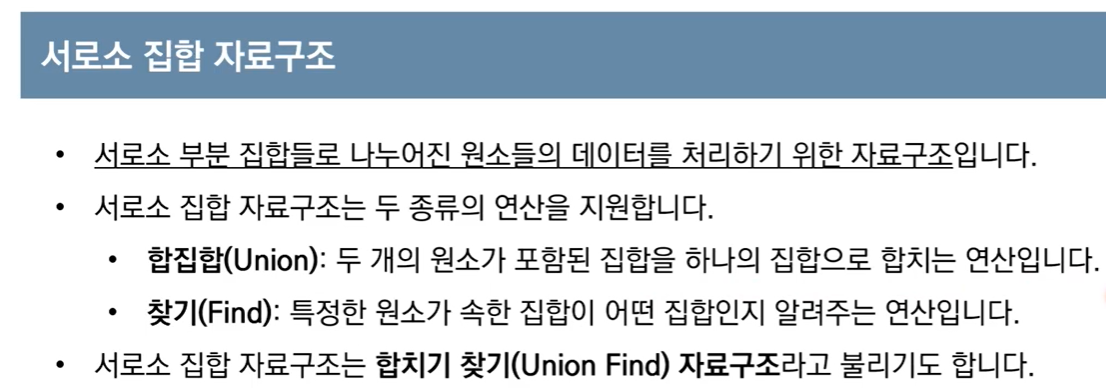 서로소 집합 자료구조
• 서로소 부분 집합들로 나누어진 원소들의 데이터를 처리하기 위한 자료구조입니다.
• 서로소 집합 자료구조는 두 종류의 연산을 지원합니다.
• 합집합(Union): 두 개의 원소가 포함된 집합을 하나의 집합으로 합치는 연산입니다.
• 찾기(Find): 특정한 원소가 속한 집합이 어떤 집합인지 알려주는 연산입니다.
• 서로소 집합 자료구조는 합치기 찾기(Union Find) 자료구조라고 불리기도 합니다.